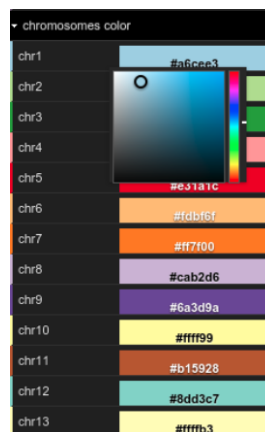 chromosomes color
chr1 #a6cee3
chr2
chr3
chr4
chr5 #e31a1c
chr6 #fdbf6f
chr7 #ff7f00
chr8 #cab2d6
chr9 #6a3d9a
chr10 #ffff99
chr11 #b15928
chr12 #8dd3c7
chr13 #ffffb3